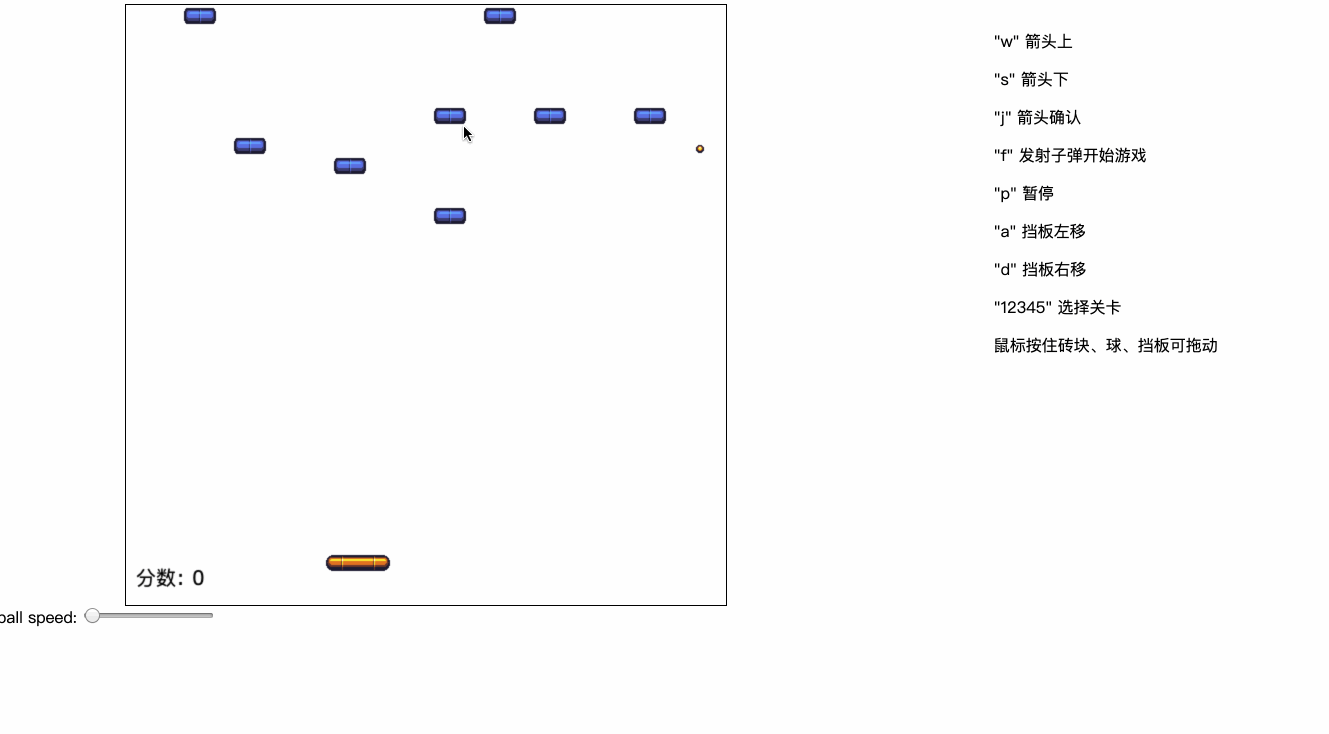 "w" 箭头上
"s" 箭头下
"j" 箭头确认
"f" 发射子弹开始游戏
"p" 暂停
"a" 挡板左移
"d" 挡板右移
"12345" 选择关卡
鼠标按住砖块、球、挡板可拖动
分数: 0
ball speed: